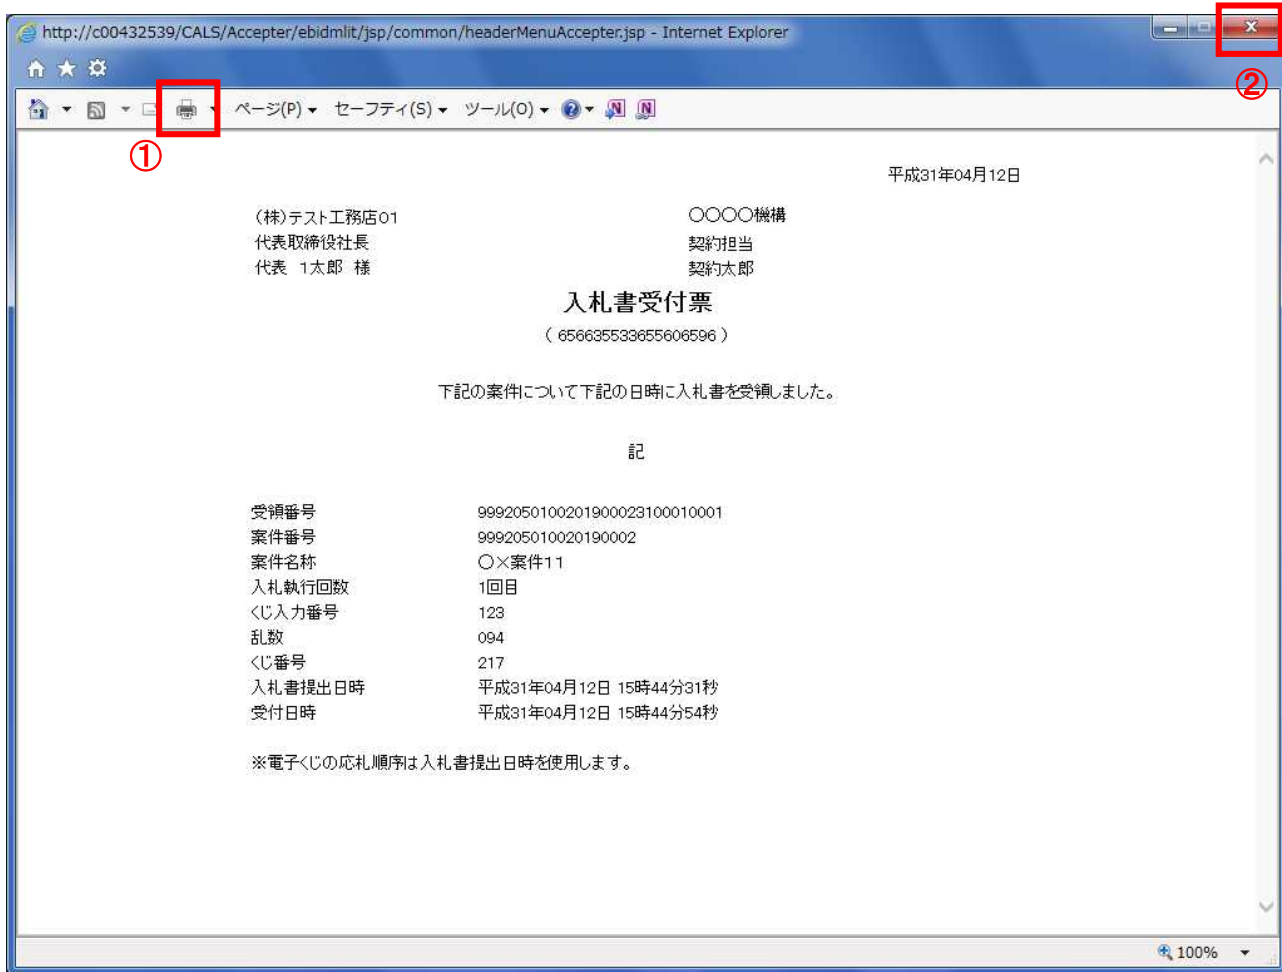 http://c00432539/CALS/Accepter/ebidmlit/jsp/common/headerMenuAccepter.jsp - Internet Explorer
②
ページ(P) セーフティ(S) ツール(O)
①
平成31年04月12日
(株)テスト工務店01 〇〇〇〇機構
代表取締役社長 契約担当
代表 1太郎 様 契約太郎
入札書受付票
( 656635533655606596 )
下記の案件について下記の日時に入札書を受領しました。
記
受領番号 9992050100201900023100010001
案件番号 999205010020190002
案件名称 〇×案件11
入札執行回数 1回目
くじ入力番号 123
乱数 094
くじ番号 217
入札書提出日時 平成31年04月12日 15時44分31秒
受付日時 平成31年04月12日 15時44分54秒
※電子くじの応札順序は入札書提出日時を使用します。
100%